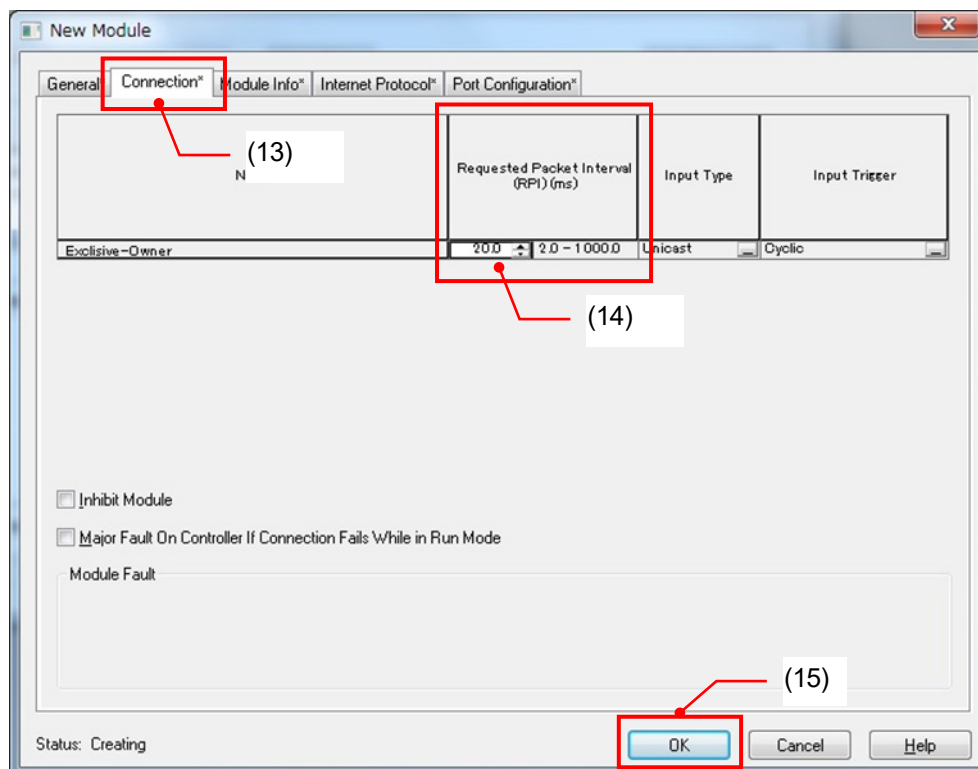 New Module
General Connection* Module Info* Internet Protocol* Port Configuration*
(13)
N
Requested Packet Interval
(RPI) (ms)
Input Type
Input Trigger
Exclisive-Owner
20.0
2.0 - 1000.0
Unicast
Cyclic
(14)
Inhibit Module
Major Fault On Controller If Connection Fails While in Run Mode
Module Fault
(15)
Status: Creating
OK
Cancel
Help